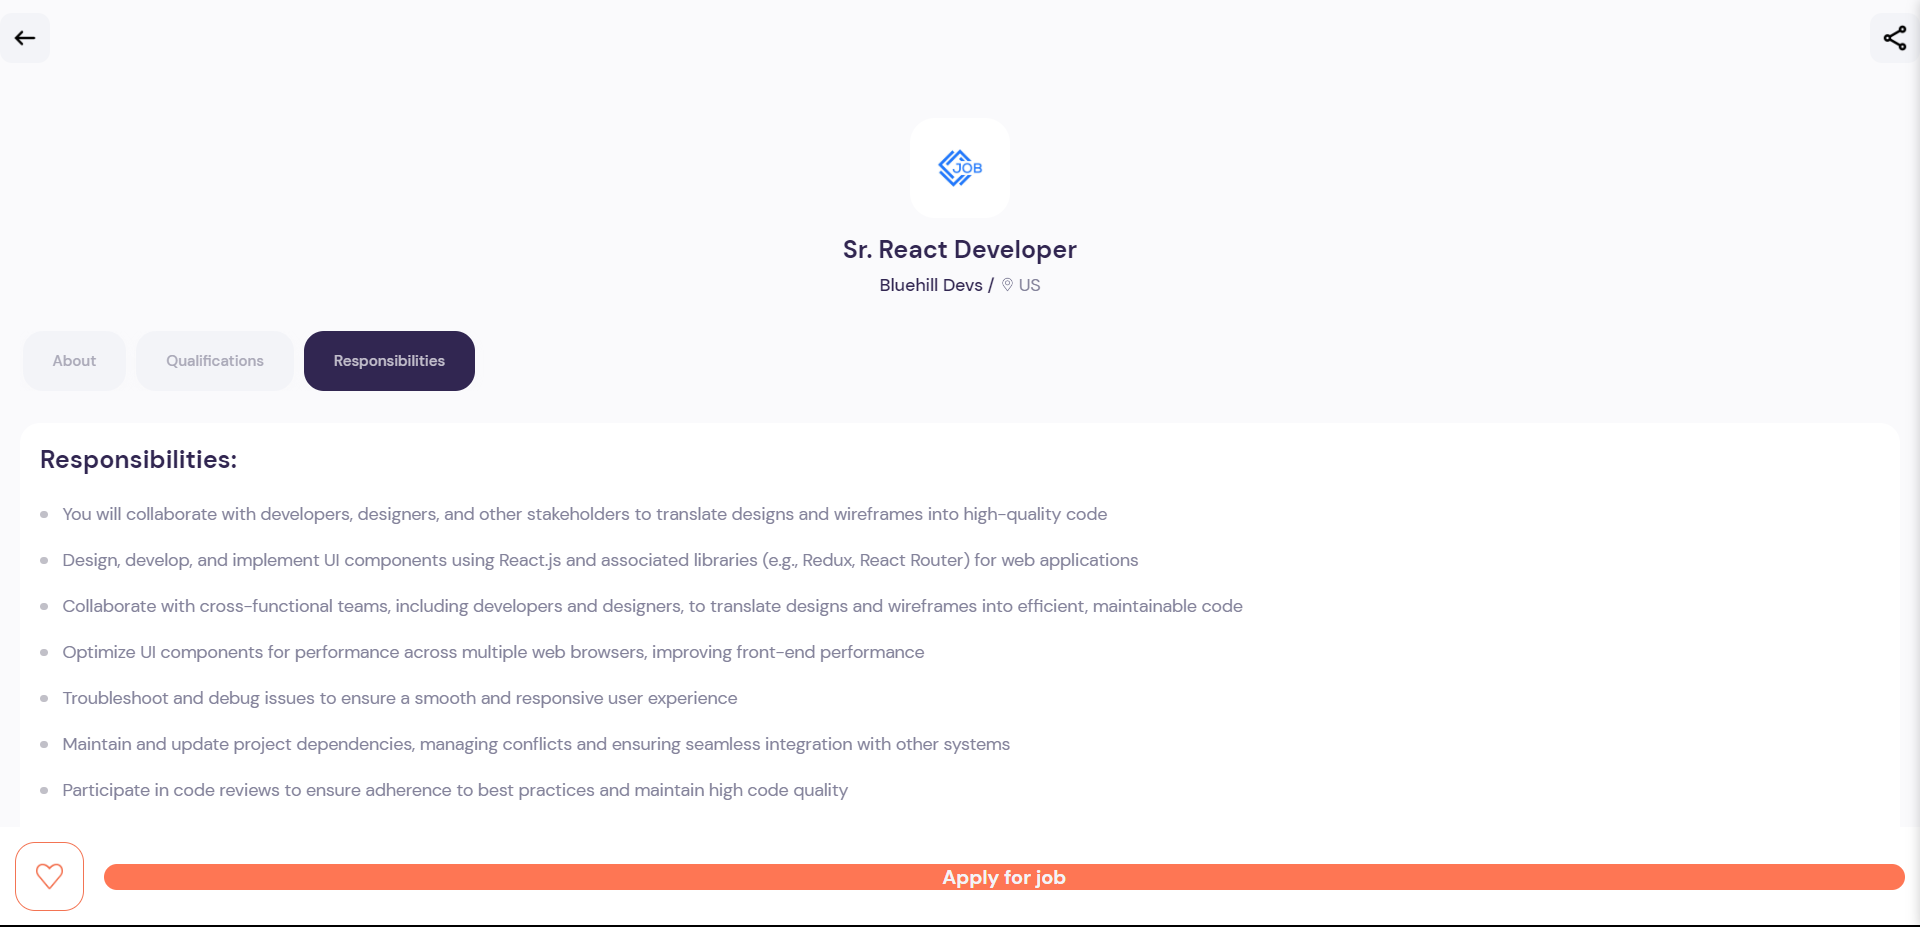 JOB
Sr. React Developer
Bluehill Devs / US
About
Qualifications
Responsibilities
Responsibilities:
You will collaborate with developers, designers, and other stakeholders to translate designs and wireframes into high-quality code
Design, develop, and implement UI components using React.js and associated libraries (e.g., Redux, React Router) for web applications
Collaborate with cross-functional teams, including developers and designers, to translate designs and wireframes into efficient, maintainable code
Optimize UI components for performance across multiple web browsers, improving front-end performance
Troubleshoot and debug issues to ensure a smooth and responsive user experience
Maintain and update project dependencies, managing conflicts and ensuring seamless integration with other systems
Participate in code reviews to ensure adherence to best practices and maintain high code quality
Apply for job